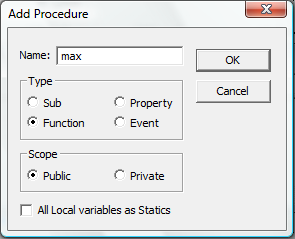 Add Procedure
Name: max
OK
Type
Sub
Property
Cancel
Function
Event
Scope
Public
Private
All Local variables as Statics